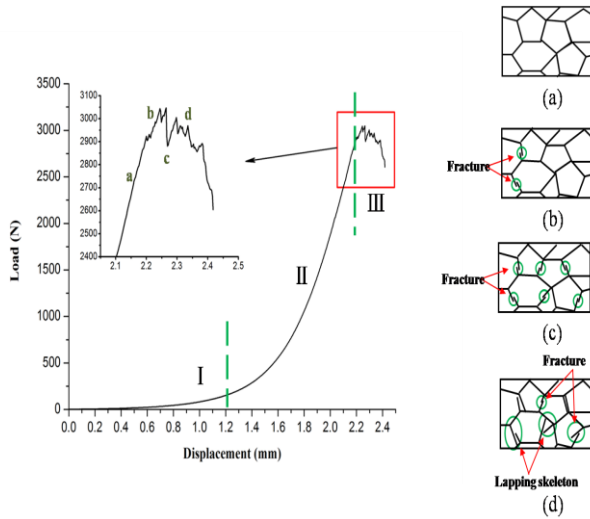 3500
3000
2500
2000
1500
1000
500
0
Load (N)
0.0 0.2 0.4 0.6 0.8 1.0 1.2 1.4 1.6 1.8 2.0 2.2 2.4
Displacement (mm)
I
II
III
3100
3000
2900
2800
2700
2600
2500
2400
2.1 2.2 2.3 2.4 2.5
a
b
c
d
(a)
Fracture
(b)
Fracture
(c)
Fracture
Lapping skeleton
(d)